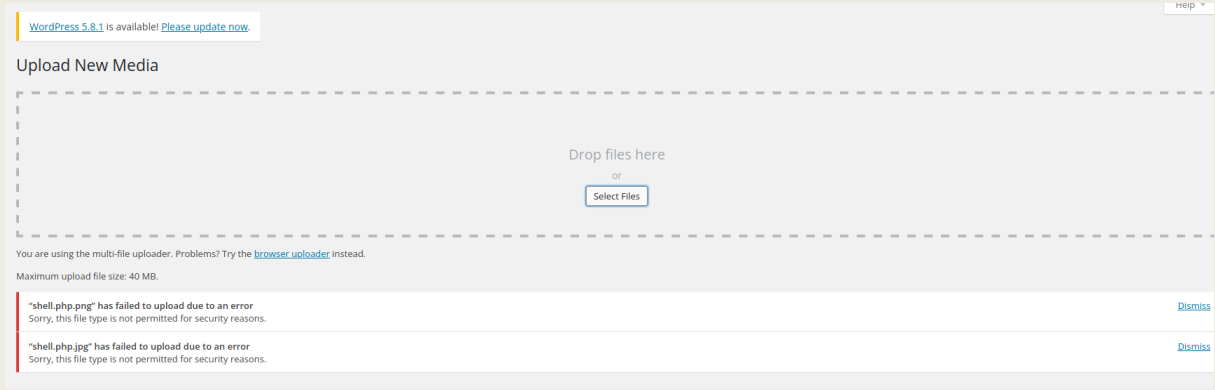 Help
WordPress 5.8.1 is available! Please update now.
Upload New Media
Drop files here
or
Select Files
You are using the multi-file uploader. Problems? Try the browser uploader instead.
Maximum upload file size: 40 MB.
"shell.php.png" has failed to upload due to an error
Dismiss
Sorry, this file type is not permitted for security reasons.
"shell.php.jpg" has failed to upload due to an error
Dismiss
Sorry, this file type is not permitted for security reasons.